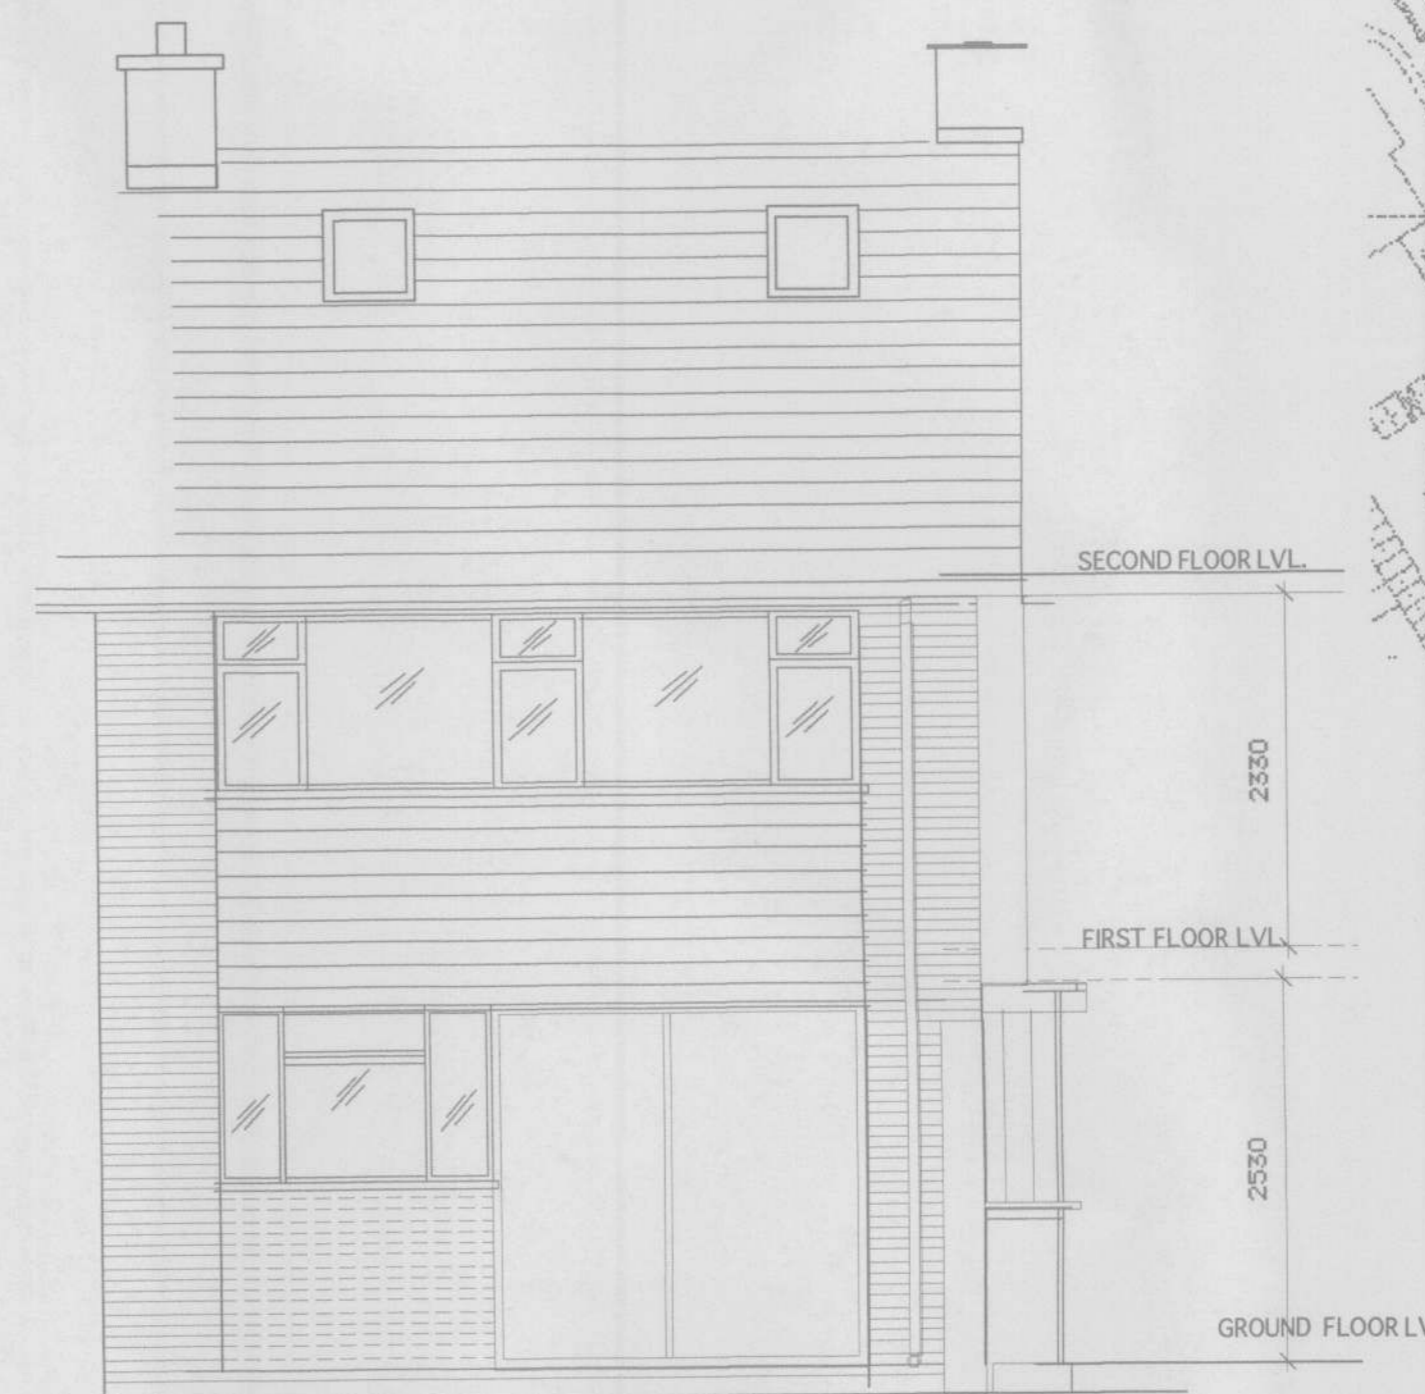 SECOND FLOOR LVL.
2330
FIRST FLOOR LVL.
2530
GROUND FLOOR LV